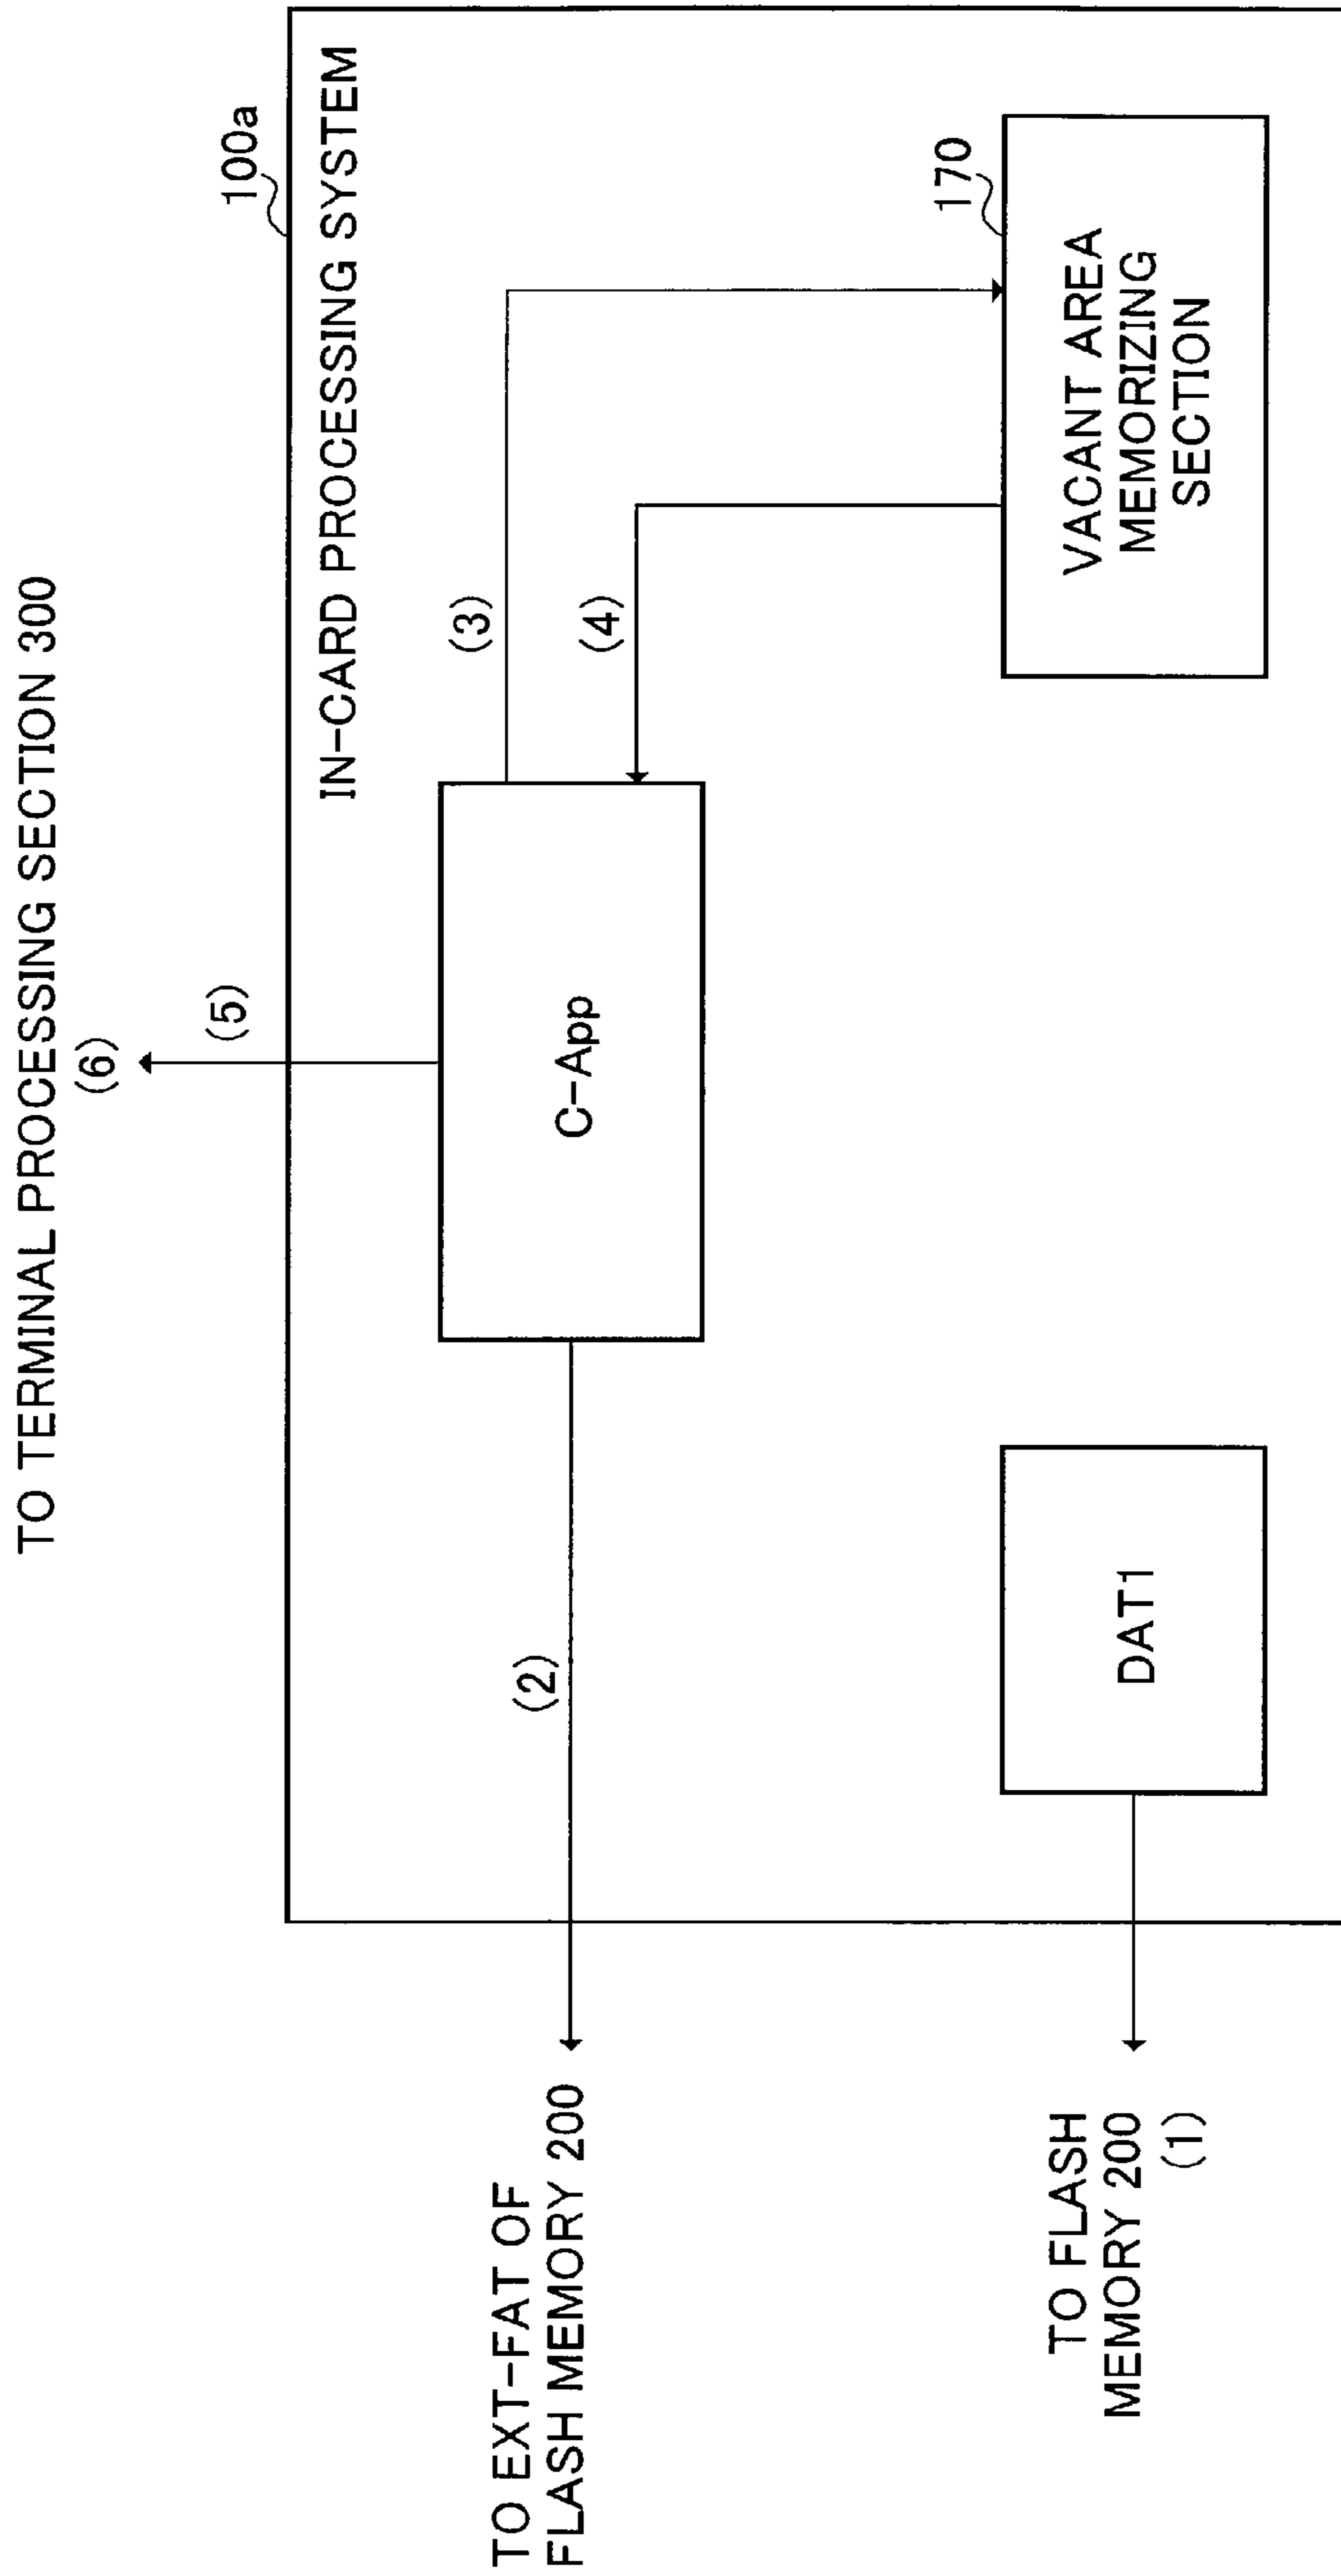 TO TERMINAL PROCESSING SECTION 300
(6)
(5)
100a
IN-CARD PROCESSING SYSTEM
TO EXT-FAT OF
FLASH MEMORY 200
(2)
C-App
(3)
(4)
170
VACANT AREA
MEMORIZING
SECTION
DAT1
TO FLASH
MEMORY 200
(1)